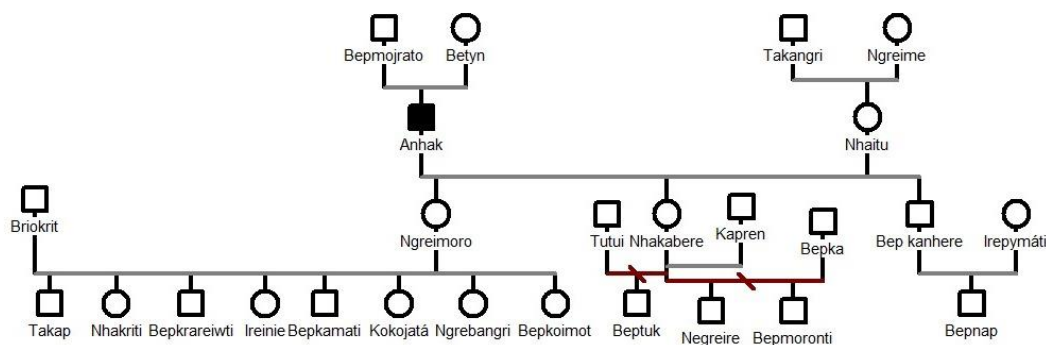 Bepmojrato Betyn Takangri Ngreime
Anhak Nhaitu
Briokrit Ngreimoro Tutui Nhakabere Kapren Bepka Bep kanhere Irepymáti
Takap Nhakriti Bepkrareiwti Ireinie Bepkamati Kokojatá Ngrebangri Bepkoimot Beptuk Negreire Bepmoronti Bepnap